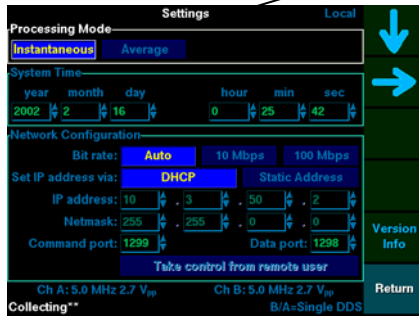 Settings
Local
Processing Mode
Instantaneous Average
System Time
year month day hour min sec
2002 2 16 0 25 42
Network Configuration
Bit rate: Auto 10 Mbps 100 Mbps
Set IP address via: DHCP Static Address
IP address: 10 . 3 . 50 . 2
Netmask: 255 . 255 . 0 . 0
Command port: 1299 Data port: 1298
Take control from remote user
Version
Info
Ch A: 5.0 MHz 2.7 Vpp Ch B: 5.0 MHz 2.7 Vpp
Return
Collecting** B/A=Single DDS